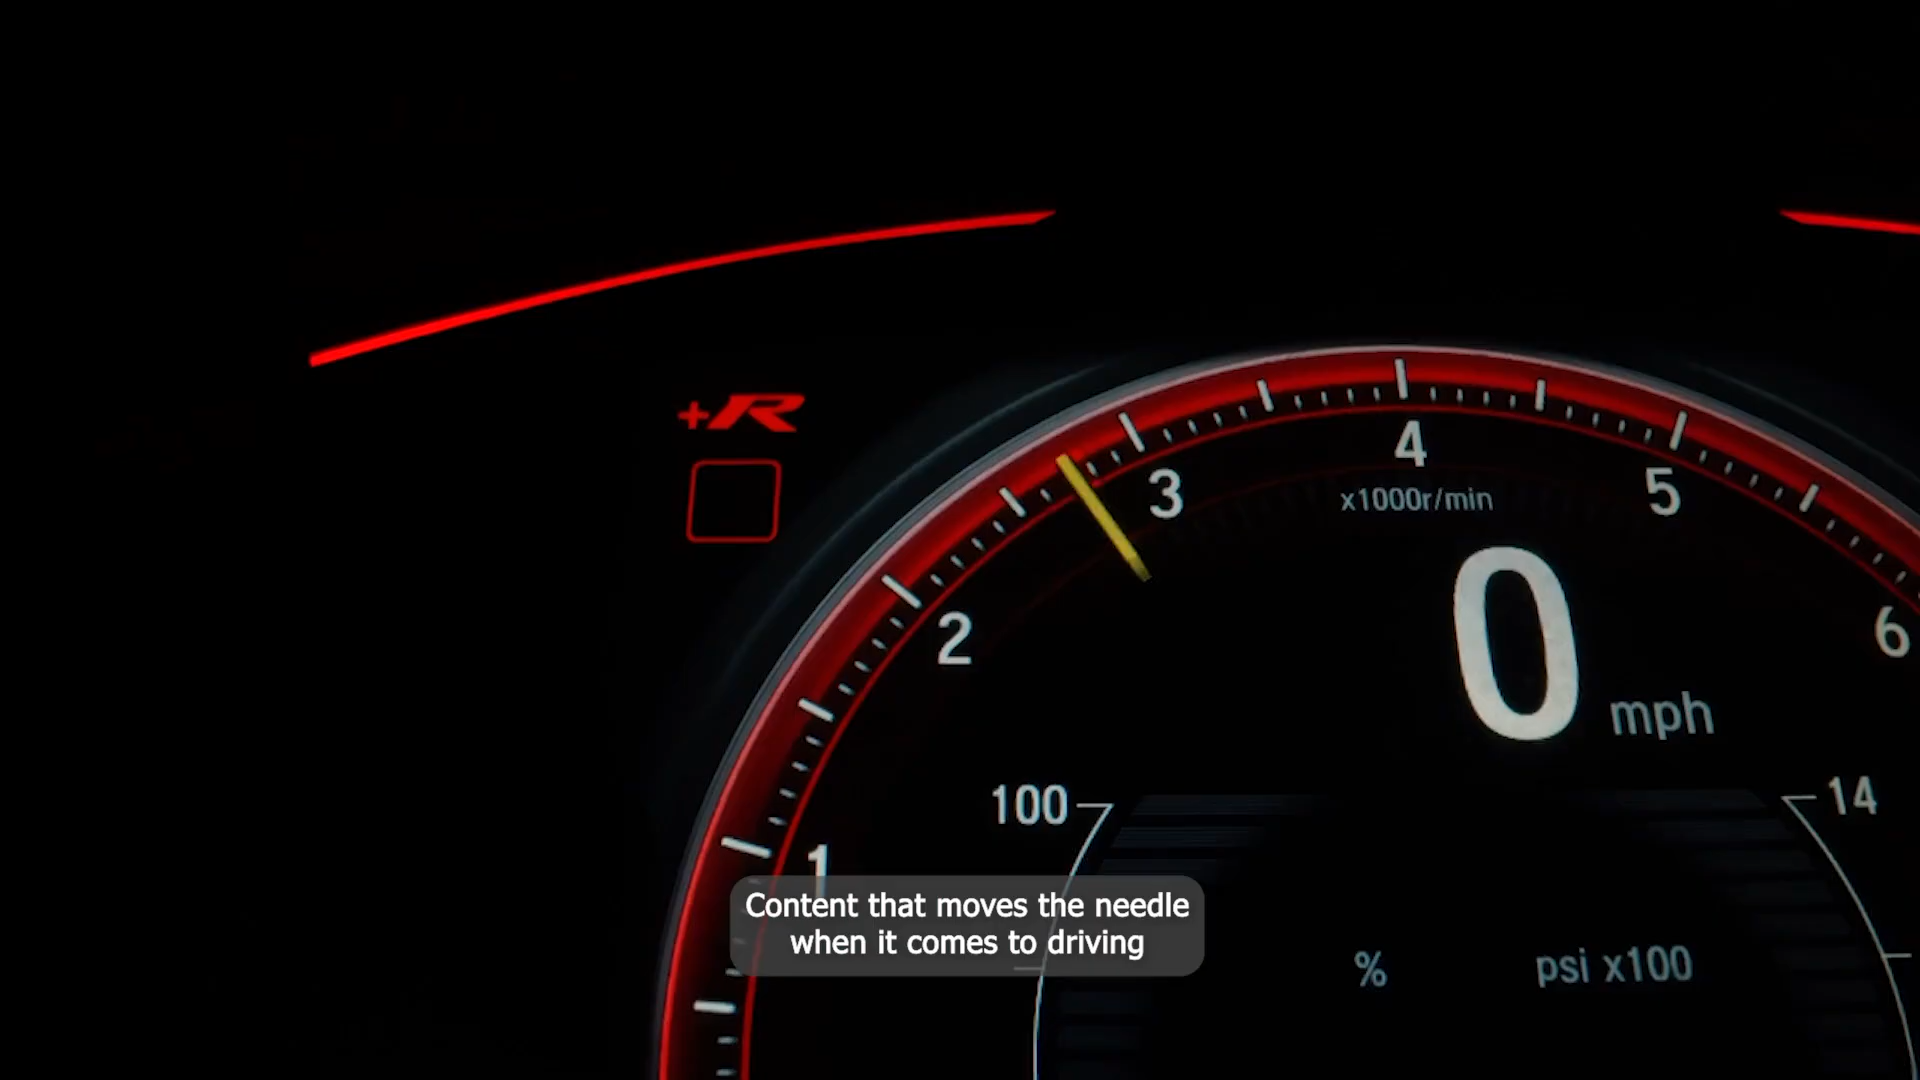 +R
4
3
5
x1000r/min
2
6
0 mph
100
14
1
Content that moves the needle
when it comes to driving
%
psi x100